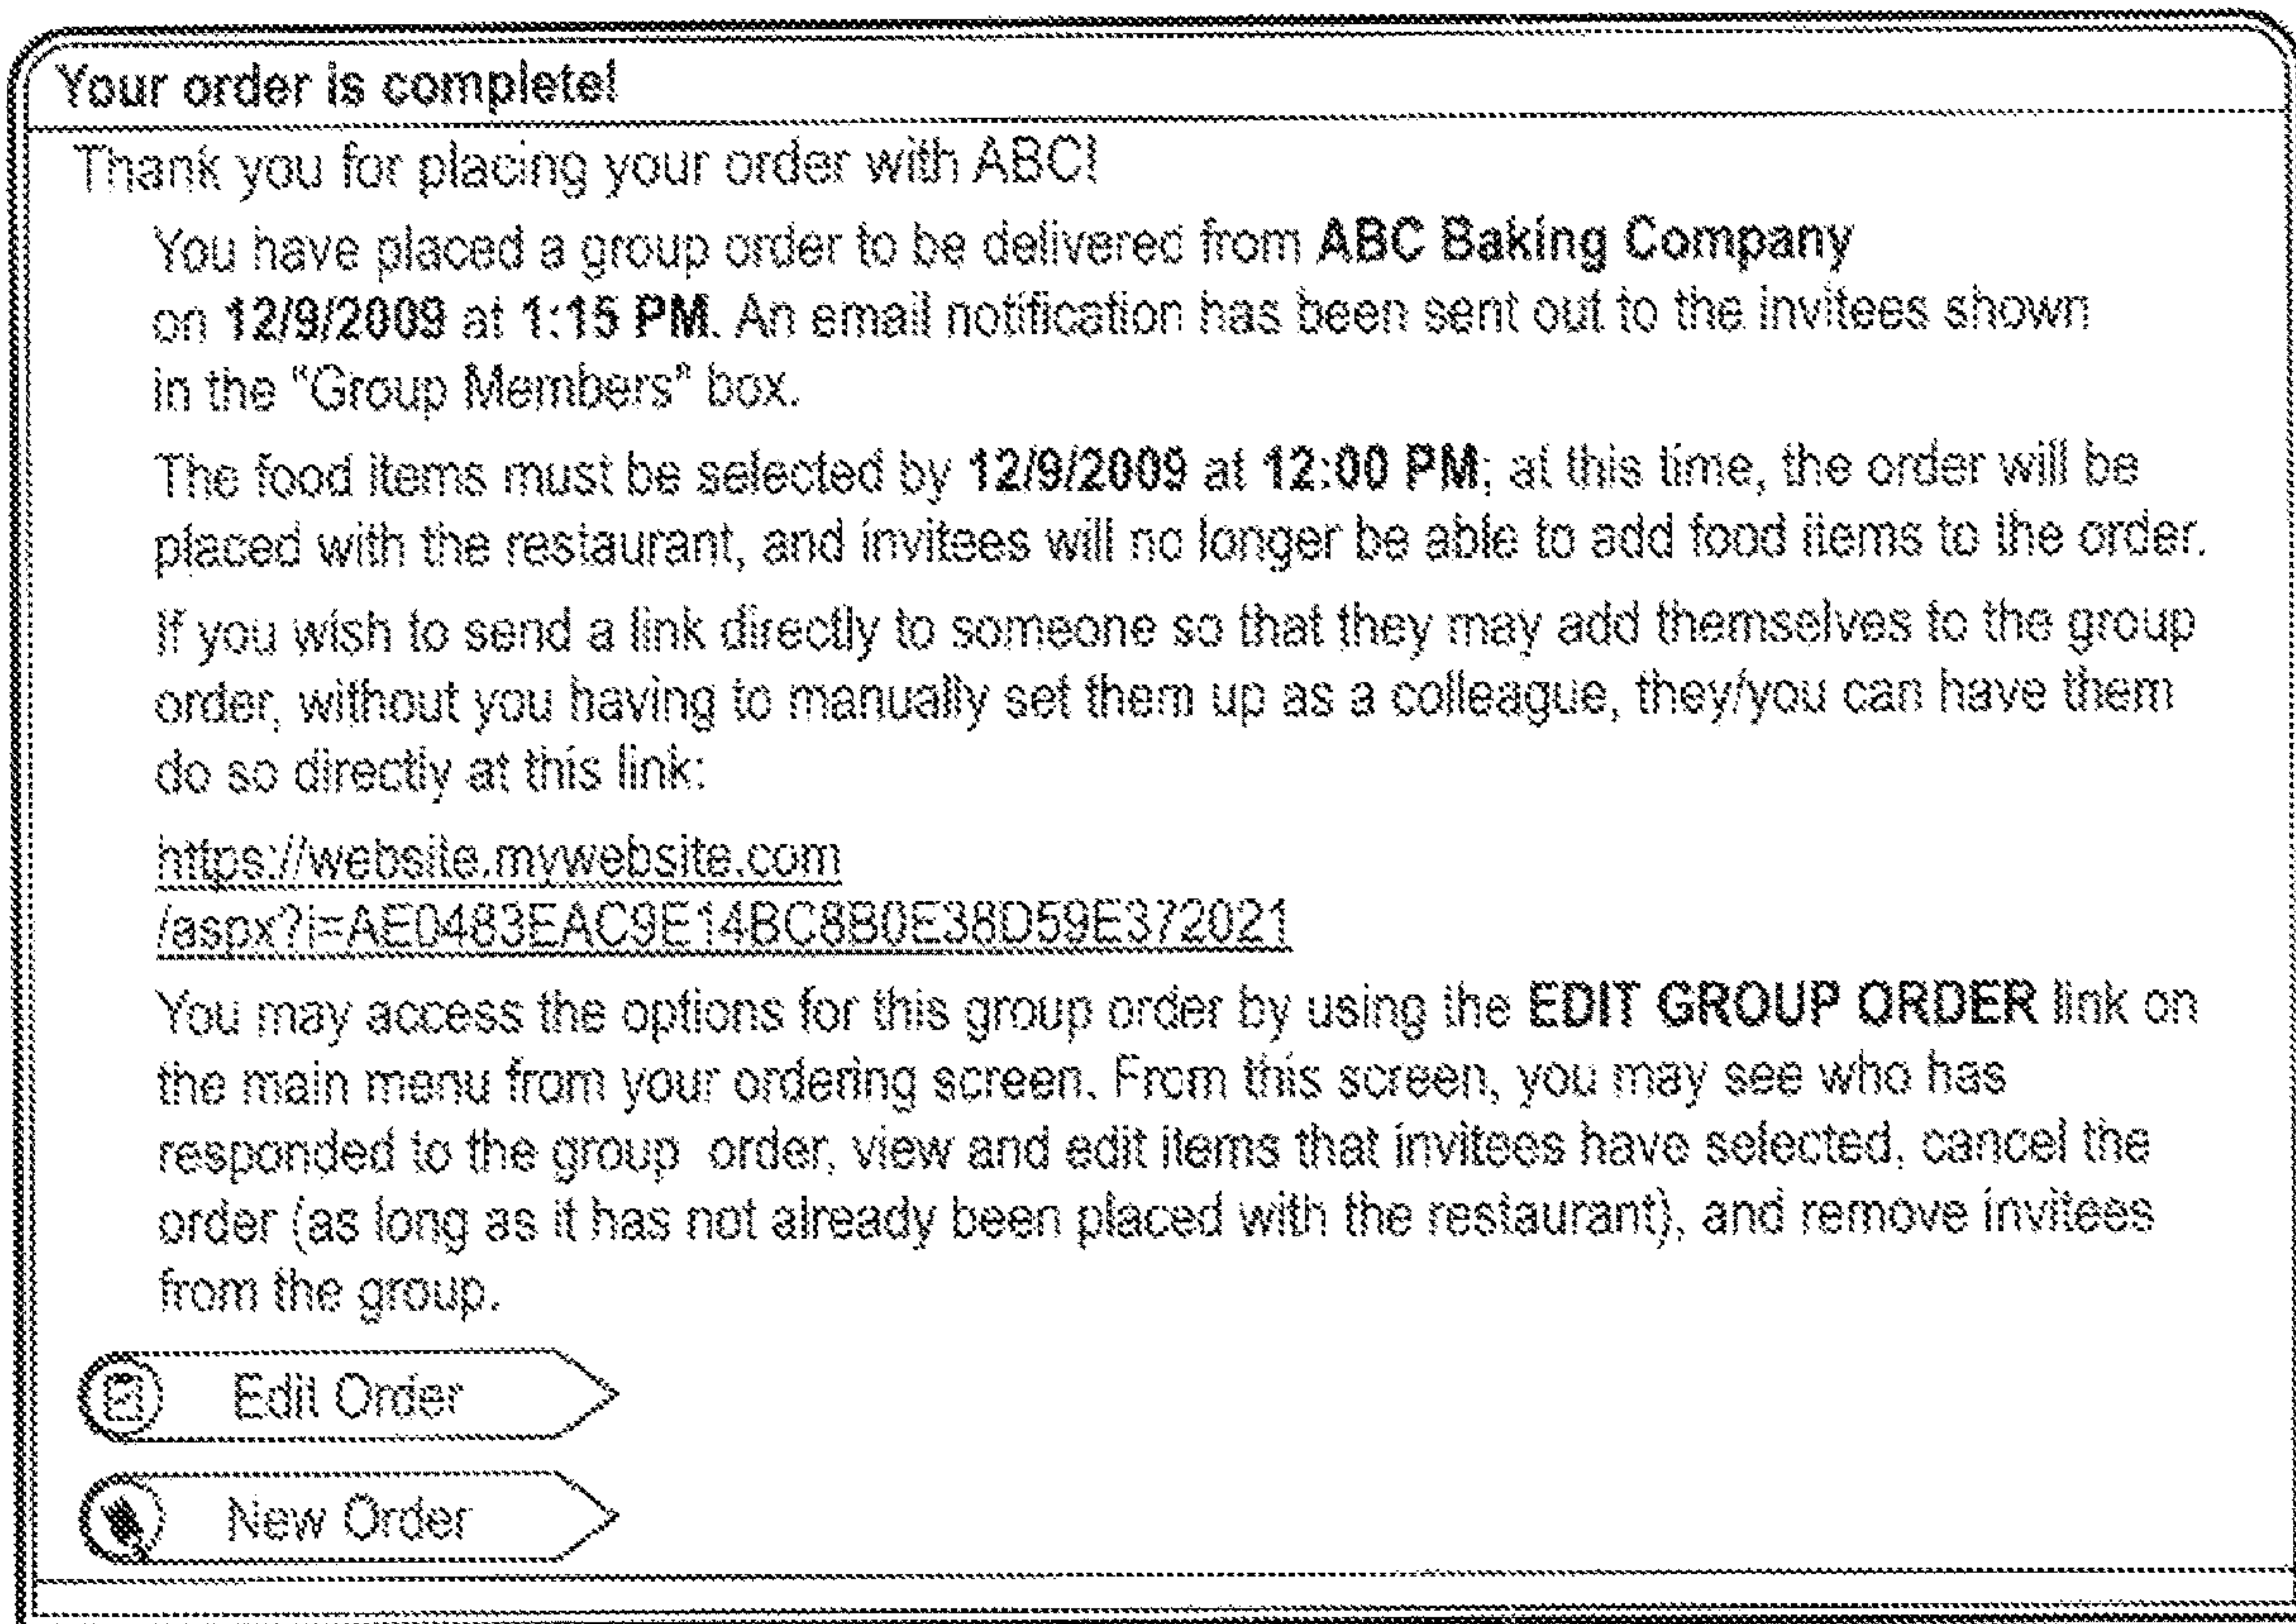 Your order is complete!
Thank you for placing your order with ABC!
You have placed a group order to be delivered from ABC Baking Company
on 12/9/2009 at 1:15 PM. An email notification has been sent out to the invitees shown
in the "Group Members" box.
The food items must be selected by 12/9/2009 at 12:00 PM; at this time, the order will be
placed with the restaurant, and invitees will no longer be able to add food items to the order.
If you wish to send a link directly to someone so that they may add themselves to the group
order, without you having to manually set them up as a colleague, they/you can have them
do so directly at this link:
https://website.mywebsite.com
/aspx?i=AE0483EAC9E14BC8B0E38D59E372021
You may access the options for this group order by using the EDIT GROUP ORDER link on
the main menu from your ordering screen. From this screen, you may see who has
responded to the group order, view and edit items that invitees have selected, cancel the
order (as long as it has not already been placed with the restaurant), and remove invitees
from the group.
Edit Order
New Order